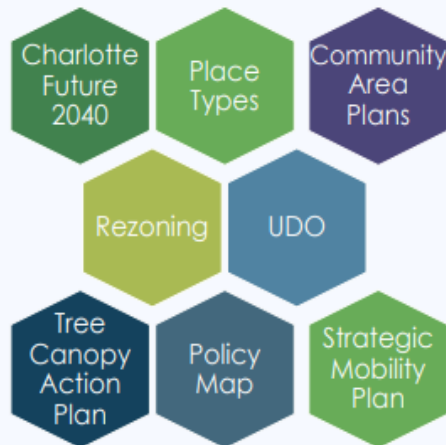 Charlotte
Future
2040
Place
Types
Community
Area
Plans
Rezoning
UDO
Tree
Canopy
Action
Plan
Policy
Map
Strategic
Mobility
Plan